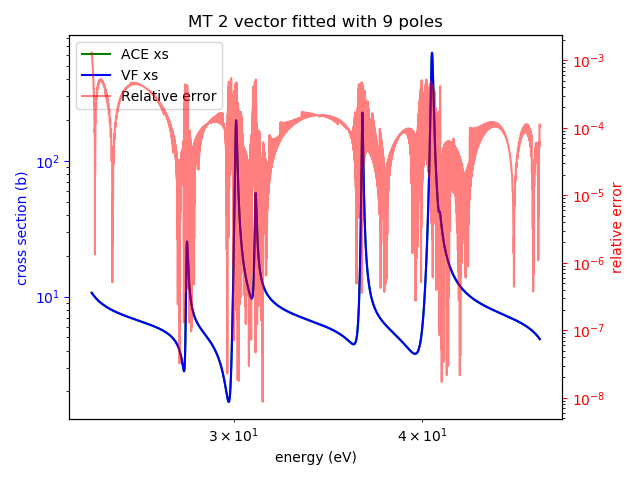 MT 2 vector fitted with 9 poles
ACE xs
VF xs
Relative error
cross section (b)
10²
10¹
relative error
10⁻³
10⁻⁴
10⁻⁵
10⁻⁶
10⁻⁷
10⁻⁸
3 × 10¹
4 × 10¹
energy (eV)